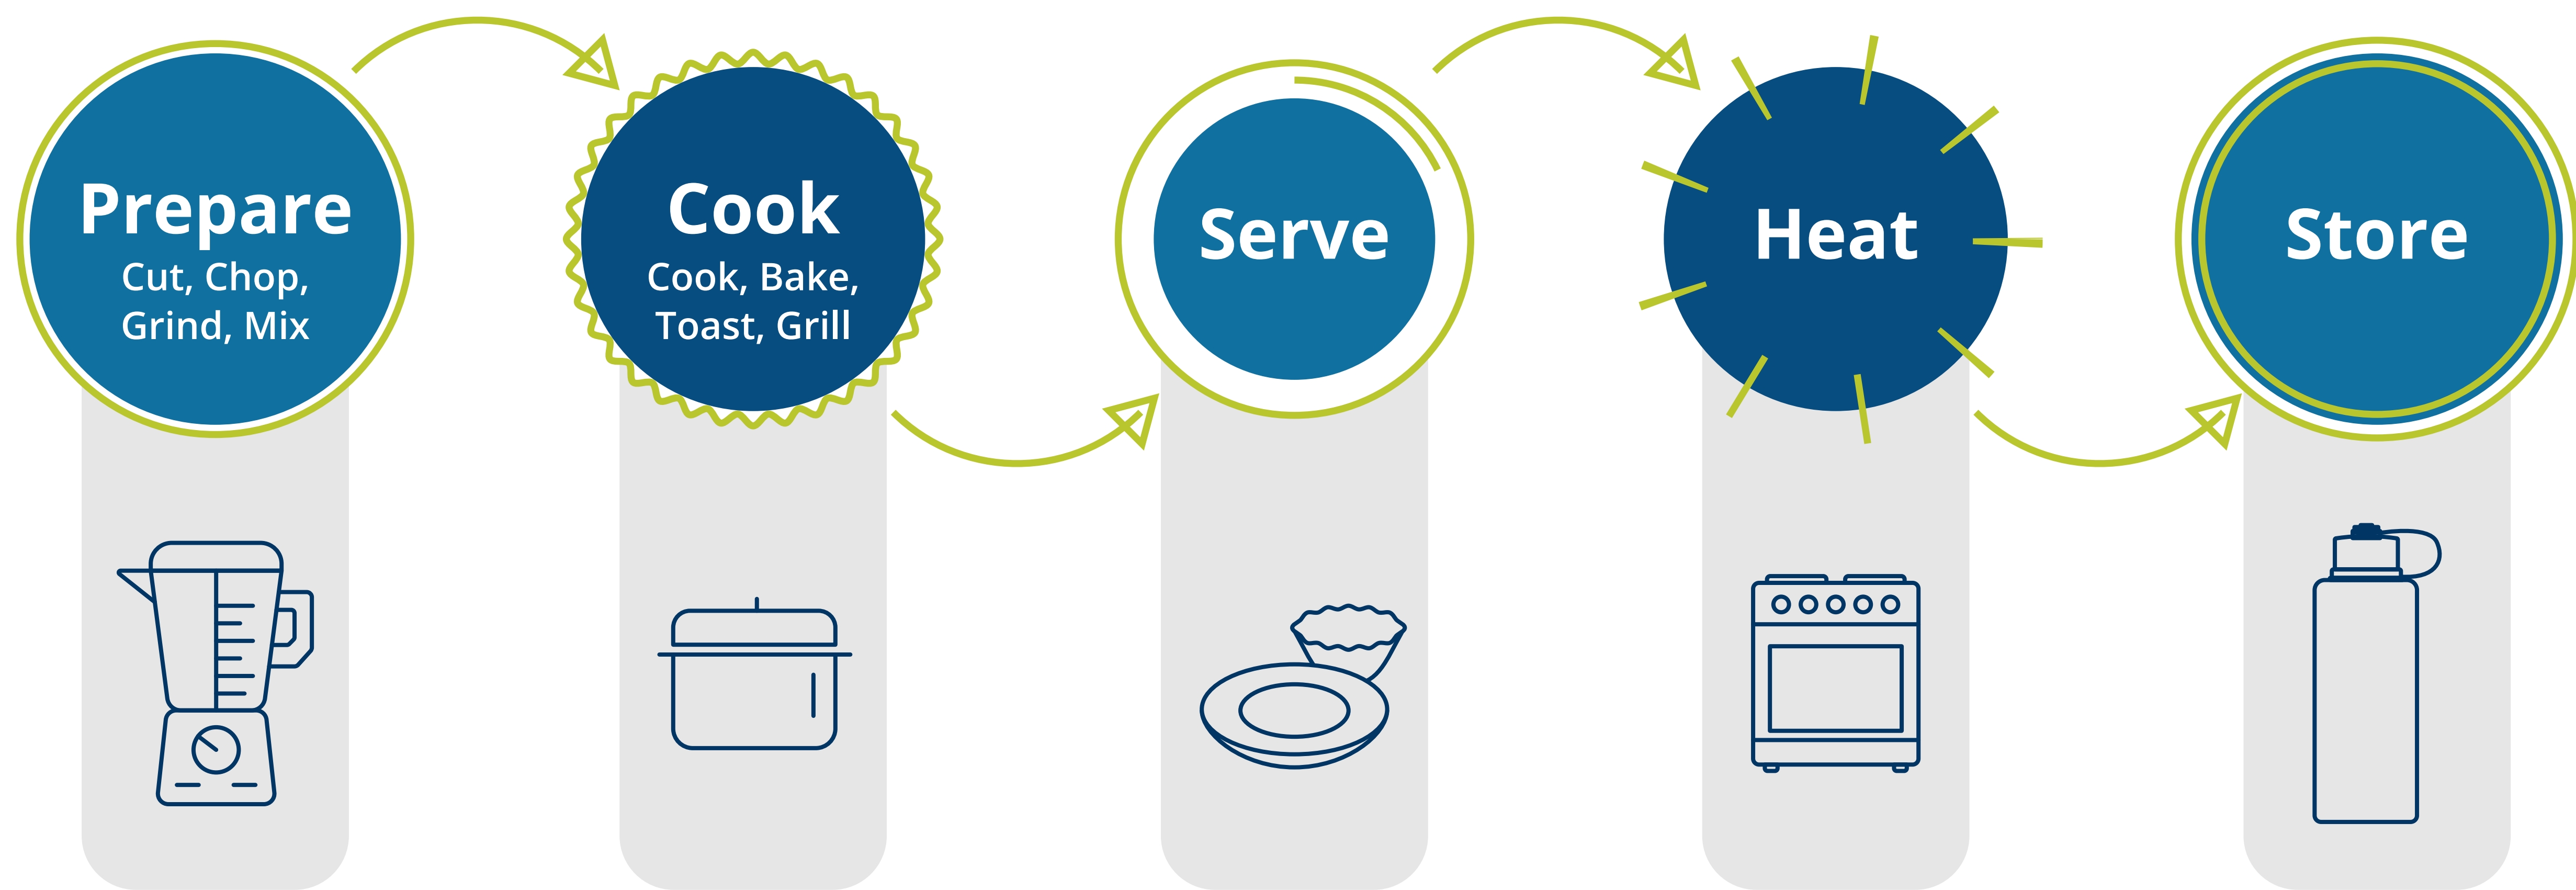 Prepare
Cut, Chop,
Grind, Mix
Cook
Cook, Bake,
Toast, Grill
Serve
Heat
Store